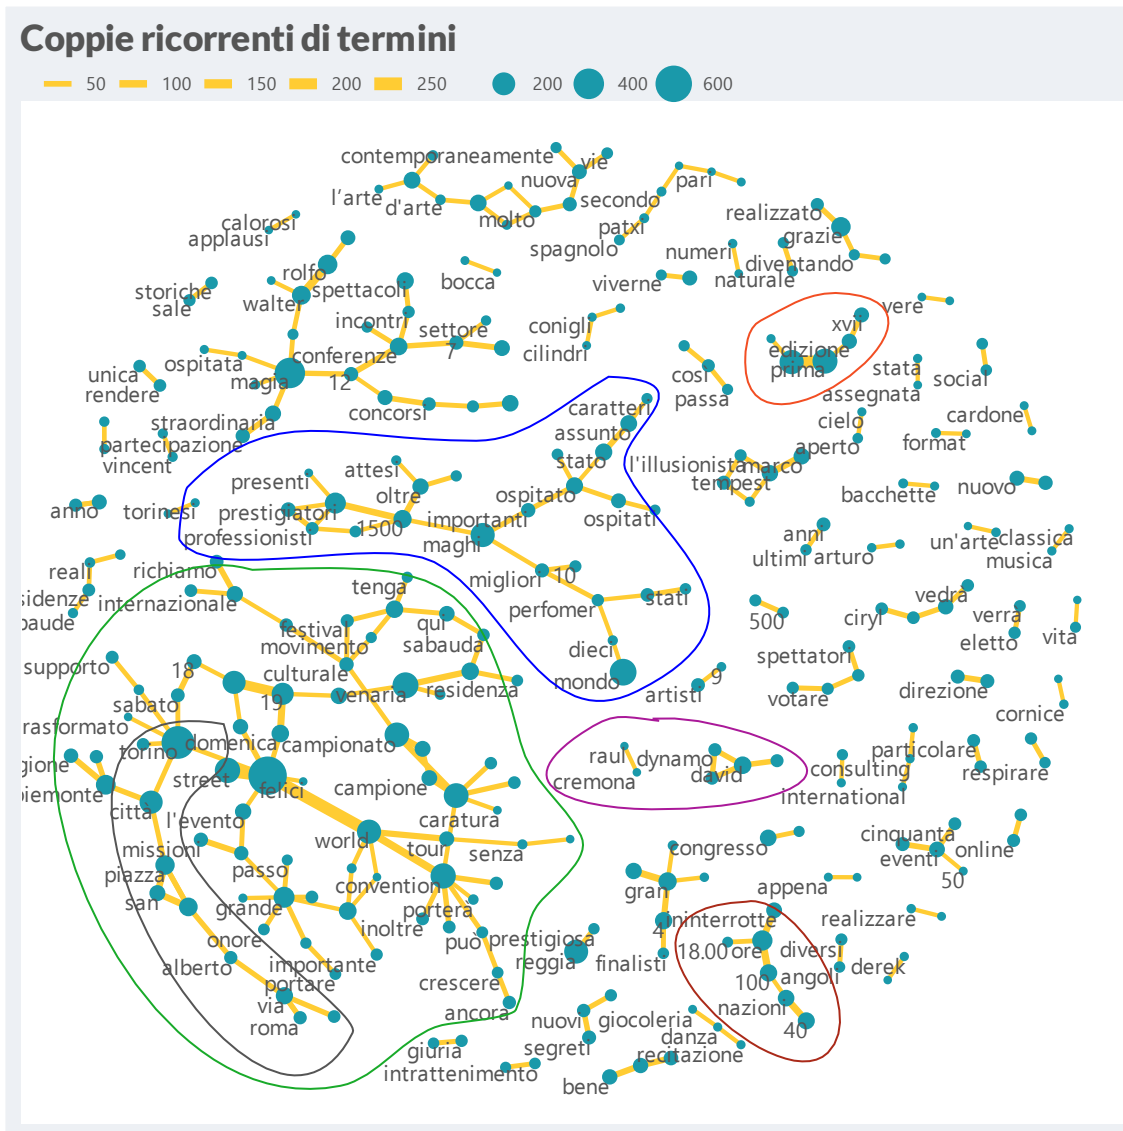 Coppie ricorrenti di termini
50 100 150 200 250 200 400 600
contemporaneamente
vie
nuova
l'arte
d'arte
molto
secondo
pari
patxi
spagnolo
calorosi
applausi
realizzato
grazie
numeri
diventando
naturale
rolfo
bocca
viverne
storiche
sale
walter
spettacoli
incontri
settore
7
conigli
cilindri
vere
xvii
edizione
prima
ospitata
conferenze
magia
12
unica
rendere
concorsi
così
passa
stata
assegnata
social
straordinaria
partecipazione
vincent
caratteri
assunto
stato
cielo
aperto
cardone
format
l'illusionista
marco
tempest
attesi
presenti
oltre
ospitato
ospitati
bacchette
nuovo
anno
torinesi
prestigiatori
professionisti
1500
importanti
maghi
anni
ultimi
arturo
un'arte
classica
musica
reali
richiamo
sidenze
internazionale
baude
tenga
migliori
10
perfomer
stati
500
ciryl
vedrà
verrà
eletto
vita
festival
movimento
qui
sabauda
dieci
mondo
spettatori
votare
supporto
18
culturale
19
venaria
residenza
artisti
9
direzione
cornice
sabato
rasformato
torino
domenica
campionato
raul
cremona
dynamo
david
consulting
international
particolare
respirare
gione
piemonte
street
felici
campione
città
l'evento
caratura
world
tour
senza
missioni
piazza
san
passo
convention
grande
porterà
congresso
cinquanta
eventi
online
50
gran
appena
onore
inoltre
può
prestigiosa
reggia
4
finalisti
ninterrotte
18.00
ore
diversi
angoli
realizzare
derek
alberto
importante
portare
via
roma
crescere
ancora
100
nazioni
40
nuovi
segreti
giocoleria
danza
recitazione
giuria
intrattenimento
bene